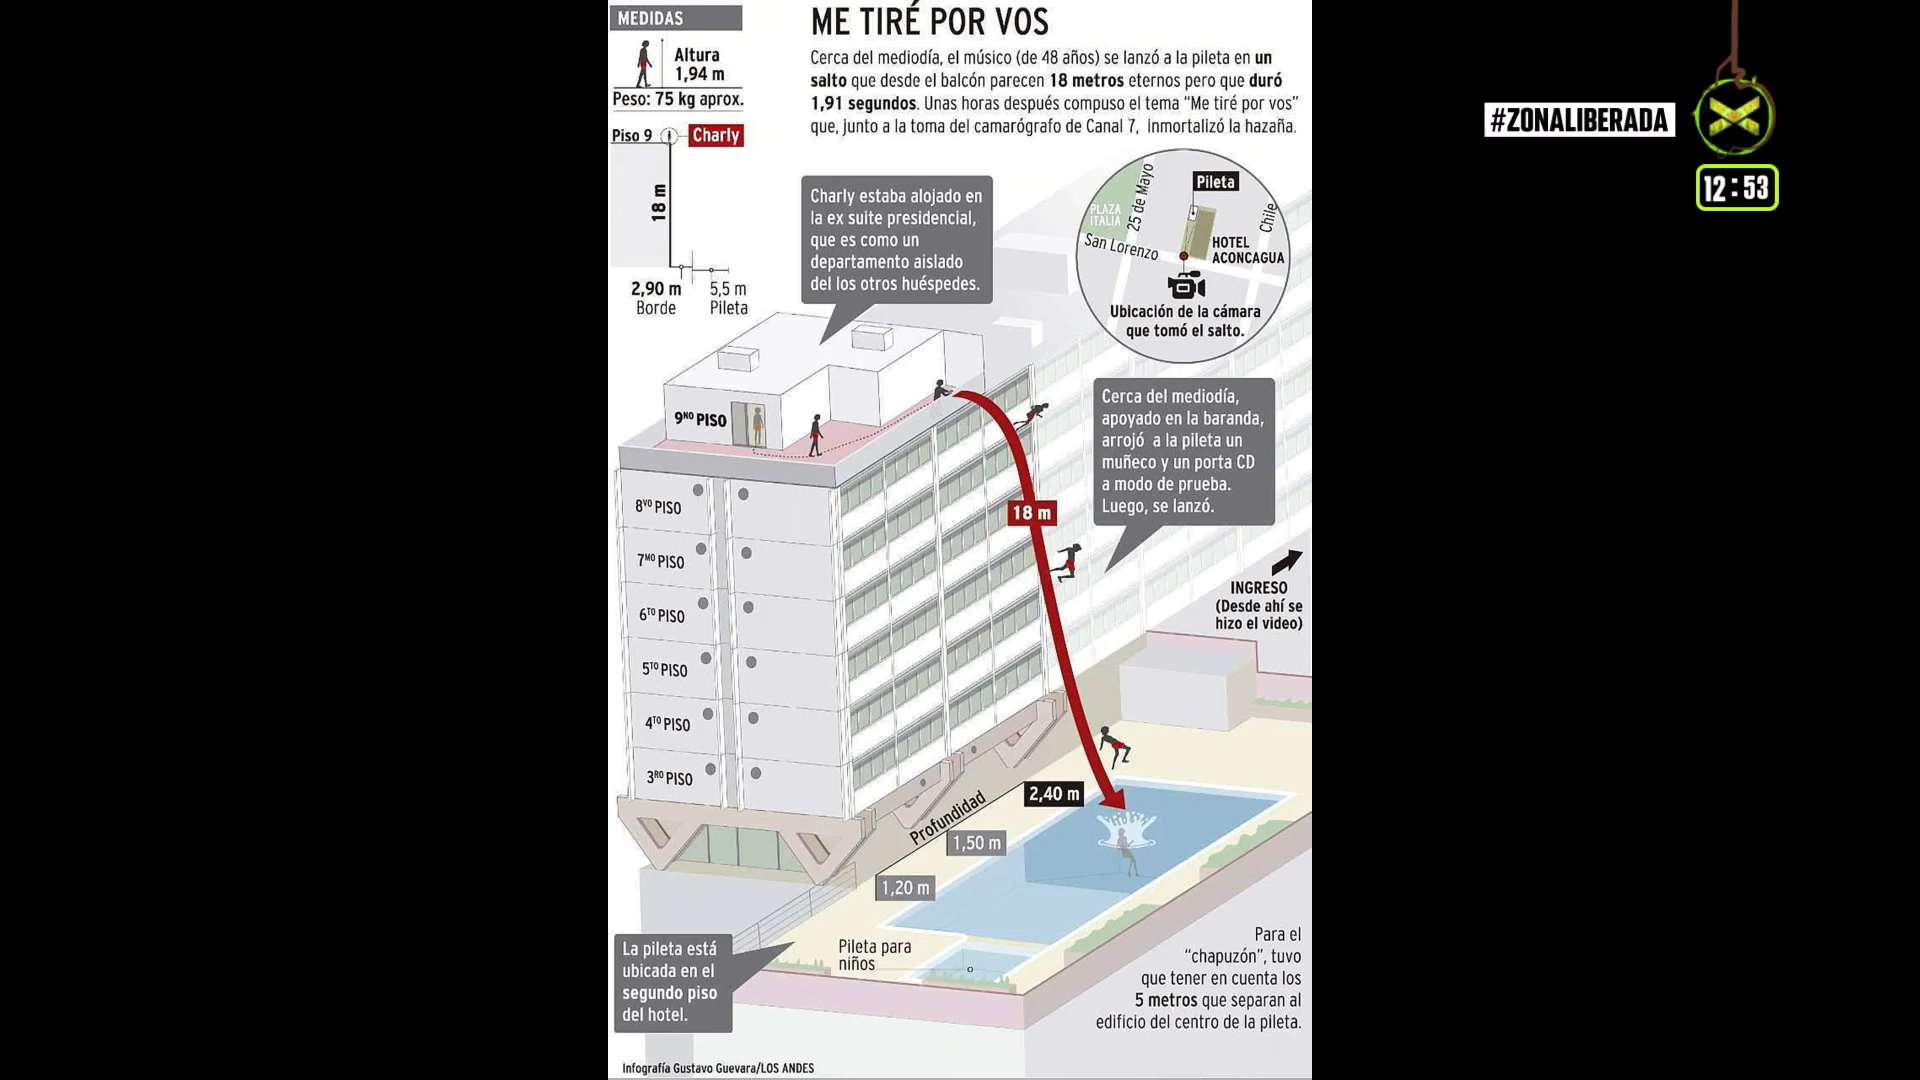 MEDIDAS
Altura
1,94 m
Peso: 75 kg aprox.
Piso 9
Charly
18 m
2,90 m
Borde
5,5 m
Pileta
ME TIRÉ POR VOS
Cerca del mediodía, el músico (de 48 años) se lanzó a la pileta en un
salto que desde el balcón parecen 18 metros eternos pero que duró
1,91 segundos. Unas horas después compuso el tema “Me tiré por vos”
que, junto a la toma del camarógrafo de Canal 7, inmortalizó la hazaña.
#ZONALIBERADA
12:53
Charly estaba alojado en
la ex suite presidencial,
que es como un
departamento aislado
del los otros huéspedes.
PLAZA
ITALIA
25 de Mayo
San Lorenzo
Chile
Pileta
HOTEL
ACONCAGUA
Ubicación de la cámara
que tomó el salto.
Cerca del mediodía,
apoyado en la baranda,
arrojó a la pileta un
muñeco y un porta CD
a modo de prueba.
Luego, se lanzó.
9NO PISO
8VO PISO
7MO PISO
6TO PISO
5TO PISO
4TO PISO
3RO PISO
18 m
INGRESO
(Desde ahí se
hizo el video)
Profundidad
2,40 m
1,50 m
1,20 m
La pileta está
ubicada en el
segundo piso
del hotel.
Pileta para
niños
Para el
“chapuzón”, tuvo
que tener en cuenta los
5 metros que separan al
edificio del centro de la pileta.
Infografía Gustavo Guevara/LOS ANDES